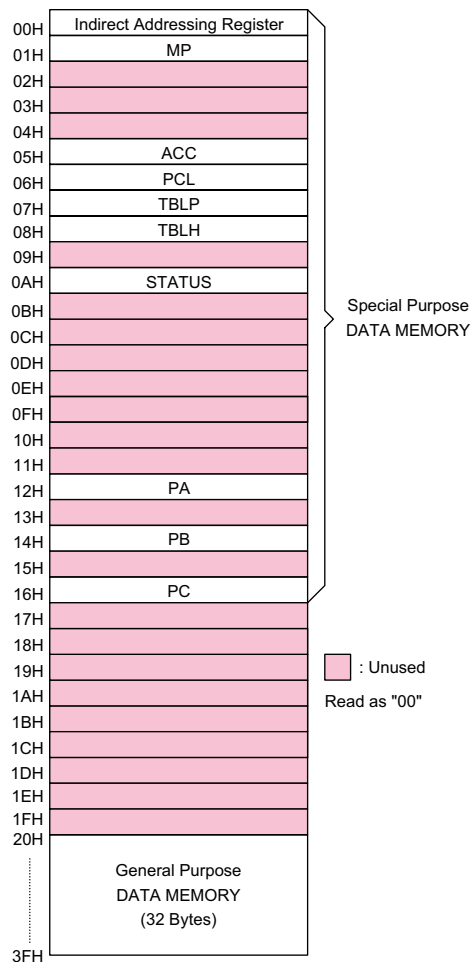 00H Indirect Addressing Register
01H MP
02H
03H
04H
05H ACC
06H PCL
07H TBLP
08H TBLH
09H
0AH STATUS
0BH
0CH
0DH
0EH
0FH
10H
11H
12H PA
13H
14H PB
15H
16H PC
17H
18H
19H
1AH
1BH
1CH
1DH
1EH
1FH
20H
General Purpose
DATA MEMORY
(32 Bytes)
3FH
Special Purpose
DATA MEMORY
: Unused
Read as "00"